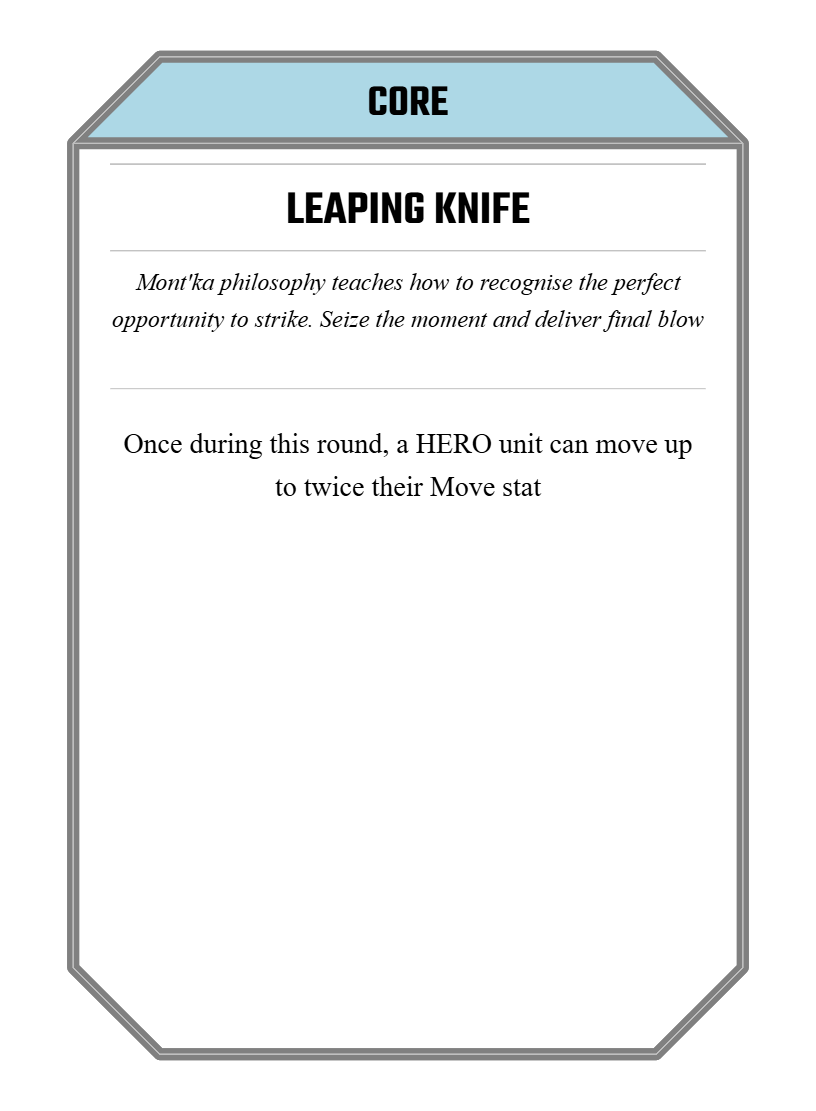 CORE
LEAPING KNIFE
Mont'ka philosophy teaches how to recognise the perfect
opportunity to strike. Seize the moment and deliver final blow
Once during this round, a HERO unit can move up
to twice their Move stat